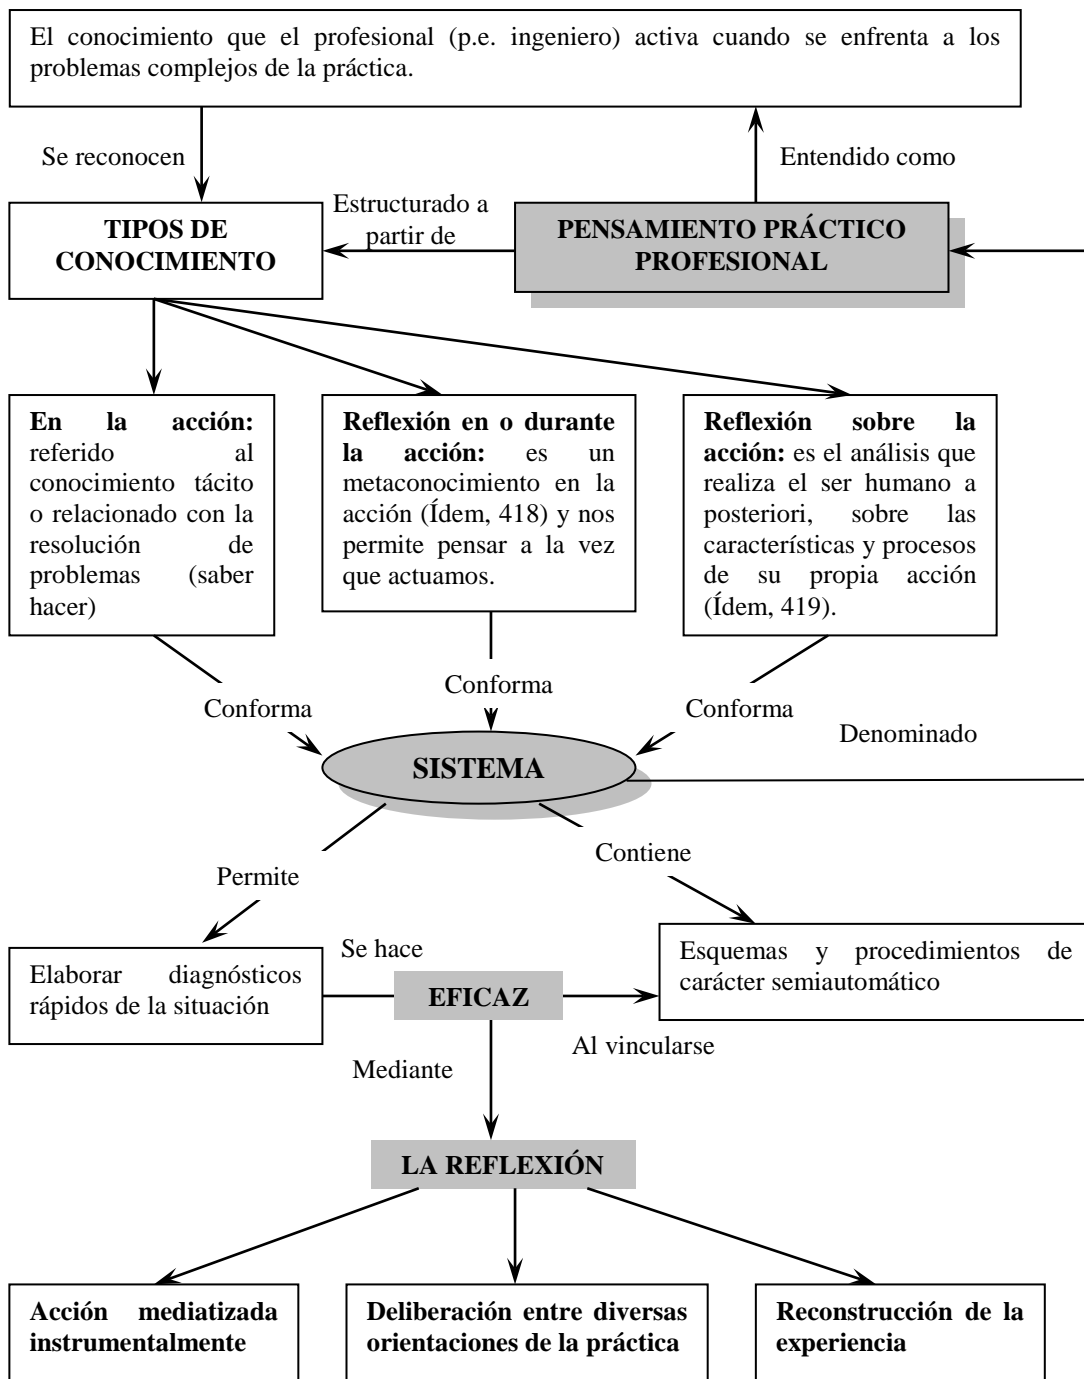 El conocimiento que el profesional (p.e. ingeniero) activa cuando se enfrenta a los
problemas complejos de la práctica.
Se reconocen
Entendido como
TIPOS DE
CONOCIMIENTO
Estructurado a
partir de
PENSAMIENTO PRÁCTICO
PROFESIONAL
En la acción:
referido al
conocimiento tácito
o relacionado con la
resolución de
problemas (saber
hacer)
Reflexión en o durante
la acción: es un
metaconocimiento en la
acción (Ídem, 418) y nos
permite pensar a la vez
que actuamos.
Reflexión sobre la
acción: es el análisis que
realiza el ser humano a
posteriori, sobre las
características y procesos
de su propia acción
(Ídem, 419).
Conforma
Conforma
Conforma
Denominado
SISTEMA
Permite
Contiene
Elaborar diagnósticos
rápidos de la situación
Se hace
EFICAZ
Esquemas y procedimientos de
carácter semiautomático
Al vincularse
Mediante
LA REFLEXIÓN
Acción mediatizada
instrumentalmente
Deliberación entre diversas
orientaciones de la práctica
Reconstrucción de la
experiencia